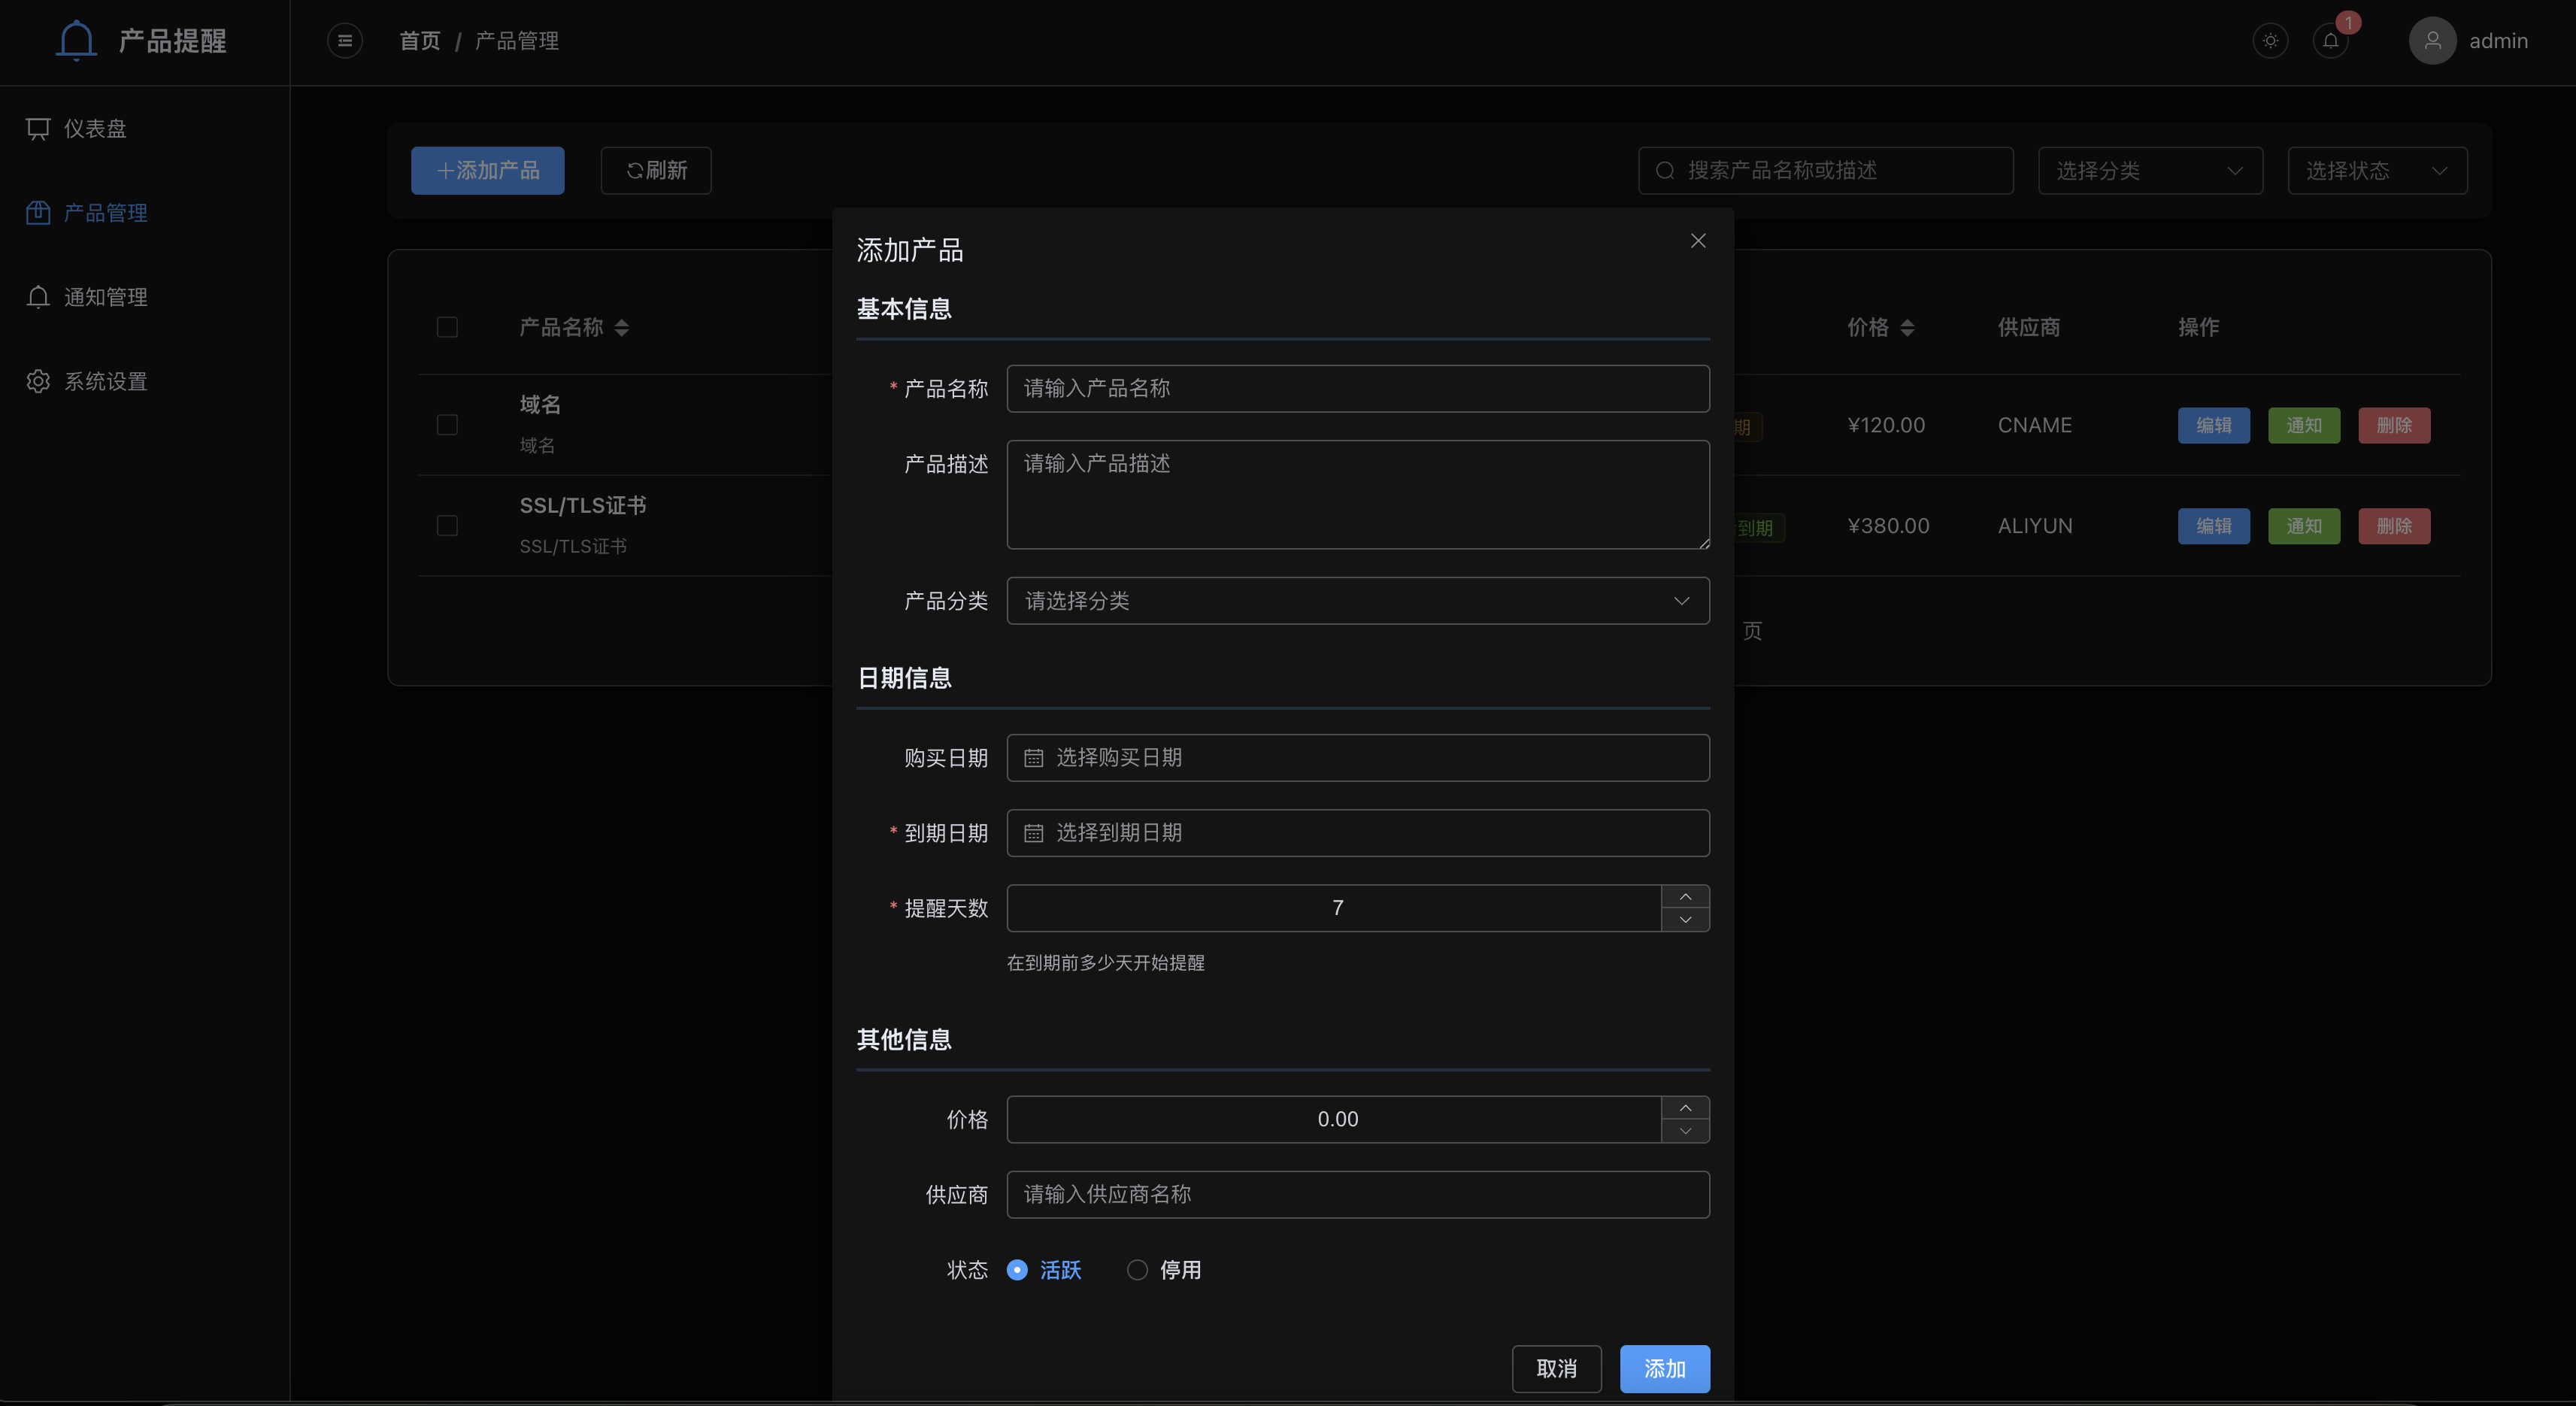 产品提醒
首页 / 产品管理
1
admin
仪表盘
产品管理
通知管理
系统设置
添加产品
刷新
搜索产品名称或描述
选择分类
选择状态
产品名称
价格
供应商
操作
域名
域名
期
¥120.00
CNAME
编辑
通知
删除
SSL/TLS证书
SSL/TLS证书
到期
¥380.00
ALIYUN
编辑
通知
删除
页
添加产品
基本信息
* 产品名称
请输入产品名称
产品描述
请输入产品描述
产品分类
请选择分类
日期信息
购买日期
选择购买日期
* 到期日期
选择到期日期
* 提醒天数
7
在到期前多少天开始提醒
其他信息
价格
0.00
供应商
请输入供应商名称
状态
活跃
停用
取消
添加